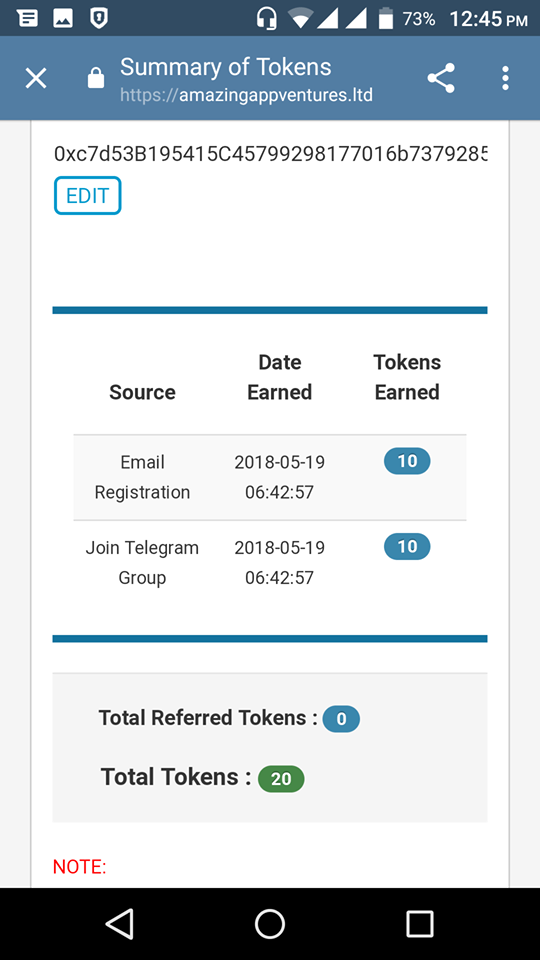 73% 12:45 PM
Summary of Tokens
https://amazingappventures.ltd
0xc7d53B195415C45799298177016b7379285
EDIT
Source Date Earned Tokens Earned
Email Registration 2018-05-19 06:42:57 10
Join Telegram Group 2018-05-19 06:42:57 10
Total Referred Tokens : 0
Total Tokens : 20
NOTE: